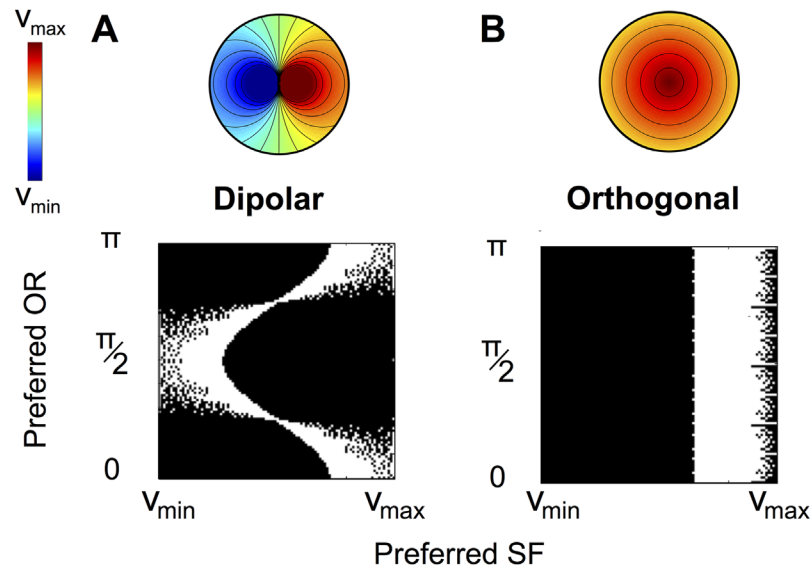 Vmax
A
B
Vmin
Dipolar
Orthogonal
Preferred OR
π
π/2
0
π
π/2
0
Vmin
Vmax
Vmin
Vmax
Preferred SF